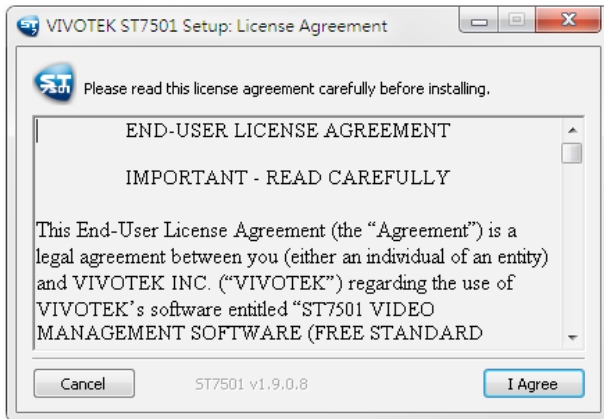 VIVOTEK ST7501 Setup: License Agreement
ST
7501
Please read this license agreement carefully before installing.
END-USER LICENSE AGREEMENT
IMPORTANT - READ CAREFULLY
This End-User License Agreement (the “Agreement”) is a
legal agreement between you (either an individual of an entity)
and VIVOTEK INC. (“VIVOTEK”) regarding the use of
VIVOTEK’s software entitled “ST7501 VIDEO
MANAGEMENT SOFTWARE (FREE STANDARD
Cancel
ST7501 v1.9.0.8
I Agree